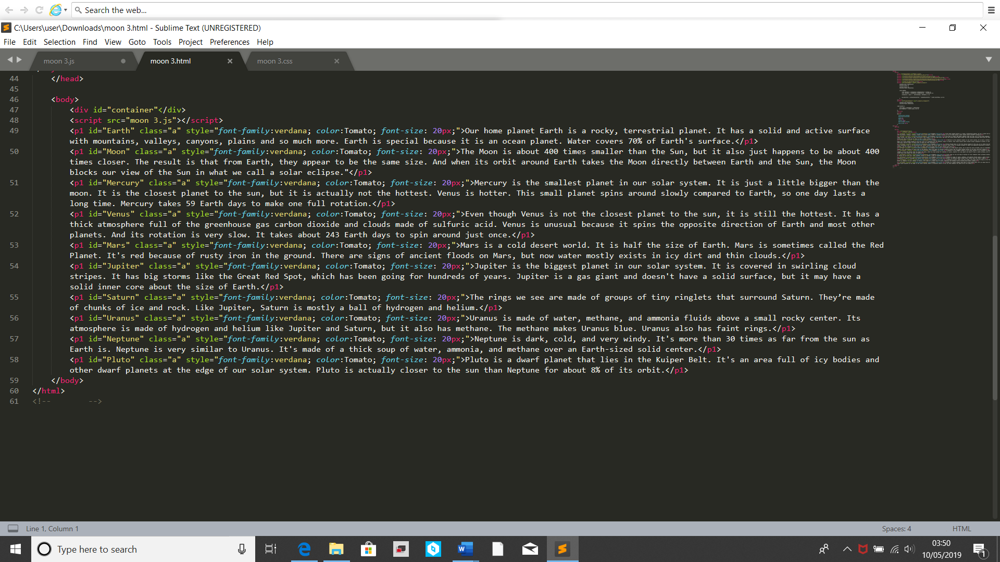 Search the web...
C:\Users\user\Downloads\moon 3.html - Sublime Text (UNREGISTERED)
File Edit Selection Find View Goto Tools Project Preferences Help
moon 3.js moon 3.html moon 3.css
44 </head>
45
46 <body>
47 <div id="container"</div>
48 <script src="moon 3.js"></script>
49 <p1 id="Earth" class="a" style="font-family:verdana; color:Tomato; font-size: 20px;">Our home planet Earth is a rocky, terrestrial planet. It has a solid and active surface
with mountains, valleys, canyons, plains and so much more. Earth is special because it is an ocean planet. Water covers 70% of Earth's surface.</p1>
50 <p1 id="Moon" class="a" style="font-family:verdana; color:Tomato; font-size: 20px;">The Moon is about 400 times smaller than the Sun, but it also just happens to be about 400
times closer. The result is that from Earth, they appear to be the same size. And when its orbit around Earth takes the Moon directly between Earth and the Sun, the Moon
blocks our view of the Sun in what we call a solar eclipse."</p1>
51 <p1 id="Mercury" class="a" style="font-family:verdana; color:Tomato; font-size: 20px;">Mercury is the smallest planet in our solar system. It is just a little bigger than the
moon. It is the closest planet to the sun, but it is actually not the hottest. Venus is hotter. This small planet spins around slowly compared to Earth, so one day lasts a
long time. Mercury takes 59 Earth days to make one full rotation.</p1>
52 <p1 id="Venus" class="a" style="font-family:verdana; color:Tomato; font-size: 20px;">Even though Venus is not the closest planet to the sun, it is still the hottest. It has a
thick atmosphere full of the greenhouse gas carbon dioxide and clouds made of sulfuric acid. Venus is unusual because it spins the opposite direction of Earth and most other
planets. And its rotation is very slow. It takes about 243 Earth days to spin around just once.</p1>
53 <p1 id="Mars" class="a" style="font-family:verdana; color:Tomato; font-size: 20px;">Mars is a cold desert world. It is half the size of Earth. Mars is sometimes called the Red
Planet. It's red because of rusty iron in the ground. There are signs of ancient floods on Mars, but now water mostly exists in icy dirt and thin clouds.</p1>
54 <p1 id="Jupiter" class="a" style="font-family:verdana; color:Tomato; font-size: 20px;">Jupiter is the biggest planet in our solar system. It is covered in swirling cloud
stripes. It has big storms like the Great Red Spot, which has been going for hundreds of years. Jupiter is a gas giant and doesn't have a solid surface, but it may have a
solid inner core about the size of Earth.</p1>
55 <p1 id="Saturn" class="a" style="font-family:verdana; color:Tomato; font-size: 20px;">The rings we see are made of groups of tiny ringlets that surround Saturn. They’re made
of chunks of ice and rock. Like Jupiter, Saturn is mostly a ball of hydrogen and helium.</p1>
56 <p1 id="Uranus" class="a" style="font-family:verdana; color:Tomato; font-size: 20px;">Uranus is made of water, methane, and ammonia fluids above a small rocky center. Its
atmosphere is made of hydrogen and helium like Jupiter and Saturn, but it also has methane. The methane makes Uranus blue. Uranus also has faint rings.</p1>
57 <p1 id="Neptune" class="a" style="font-family:verdana; color:Tomato; font-size: 20px;">Neptune is dark, cold, and very windy. It's more than 30 times as far from the sun as
Earth is. Neptune is very similar to Uranus. It's made of a thick soup of water, ammonia, and methane over an Earth-sized solid center.</p1>
58 <p1 id="Pluto" class="a" style="font-family:verdana; color:Tomato; font-size: 20px;">Pluto is a dwarf planet that lies in the Kuiper Belt. It's an area full of icy bodies and
other dwarf planets at the edge of our solar system. Pluto is actually closer to the sun than Neptune for about 8% of its orbit.</p1>
59 </body>
60 </html>
61 <!-- -->
Line 1, Column 1 Spaces: 4 HTML
Type here to search
03:50
10/05/2019
1